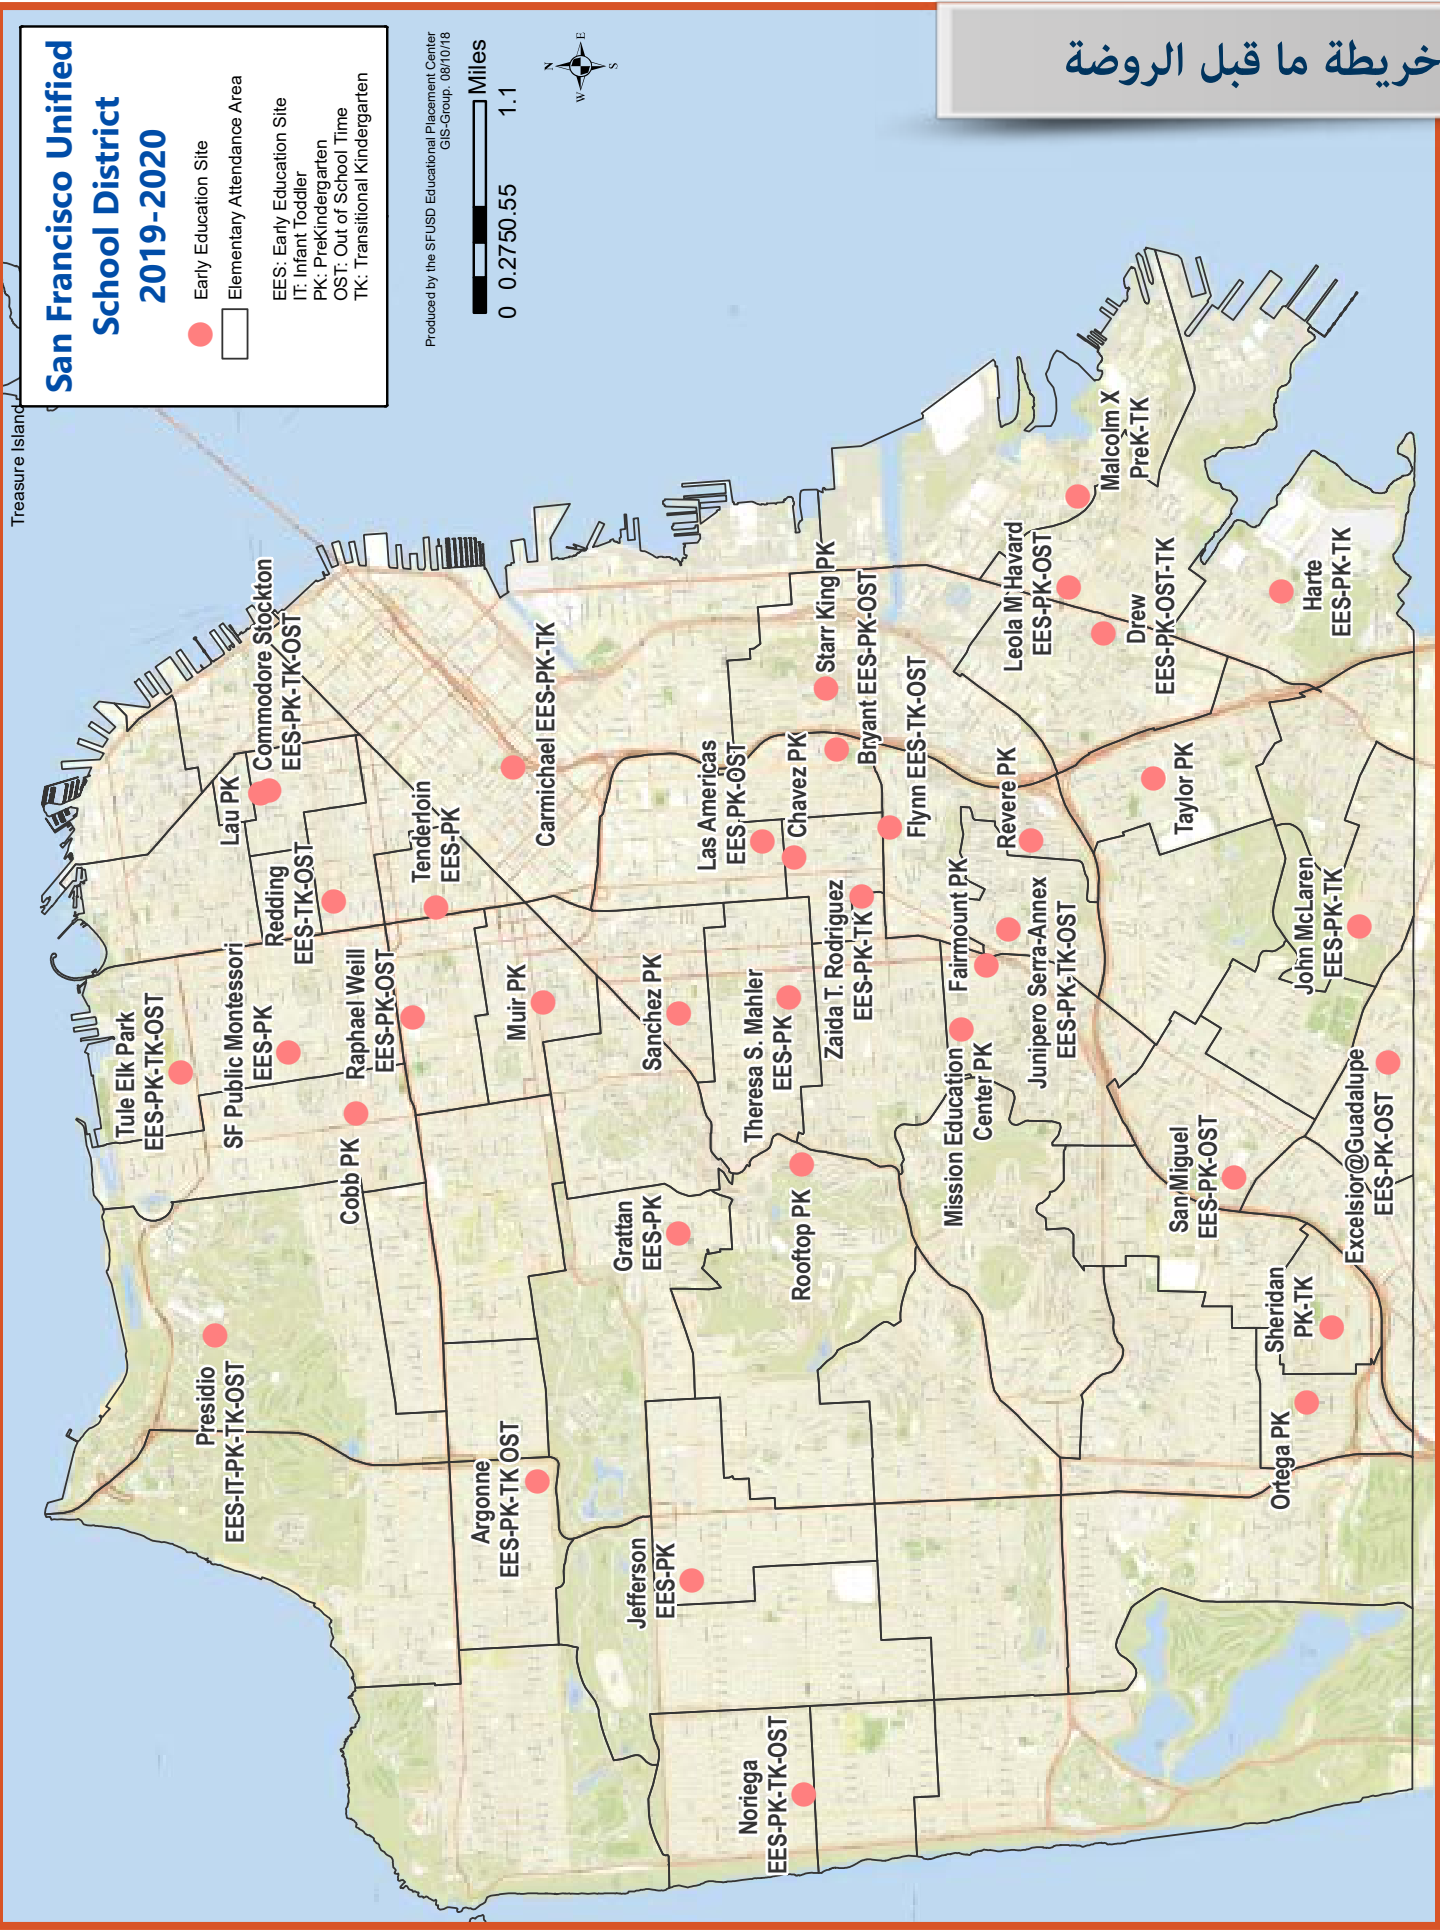 خريطة ما قبل الروضة
San Francisco Unified
School District
2019-2020
Early Education Site
Elementary Attendance Area
EES: Early Education Site
IT: Infant Toddler
PK: PreKindergarten
OST: Out of School Time
TK: Transitional Kindergarten
Produced by the SFUSD Educational Placement Center
GIS-Group. 08/10/18
Miles
0 0.2750.55 1.1
N
E
S
W
Treasure Island
Tule Elk Park
EES-PK-TK-OST
SF Public Montessori
EES-PK
Lau PK
Commodore Stockton
EES-PK-TK-OST
Redding
EES-TK-OST
Cobb PK
Raphael Weill
EES-PK-OST
Tenderloin
EES-PK
Presidio
EES-IT-PK-TK-OST
Argonne
EES-PK-TK OST
Muir PK
Carmichael EES-PK-TK
Grattan
EES-PK
Sanchez PK
Jefferson
EES-PK
Las Americas
EES-PK-OST
Chavez PK
Theresa S. Mahler
EES-PK
Rooftop PK
Starr King PK
Bryant EES-PK-OST
Zaida T. Rodriguez
EES-PK-TK
Flynn EES-TK-OST
Noriega
EES-PK-TK-OST
Mission Education
Center PK
Fairmount PK
Revere PK
Junipero Serra-Annex
EES-PK-TK-OST
Leola M Havard
EES-PK-OST
Malcolm X
PreK-TK
Drew
EES-PK-OST-TK
Taylor PK
San Miguel
EES-PK-OST
Harte
EES-PK-TK
John McLaren
EES-PK-TK
Excelsior@Guadalupe
EES-PK-OST
Sheridan
PK-TK
Ortega PK